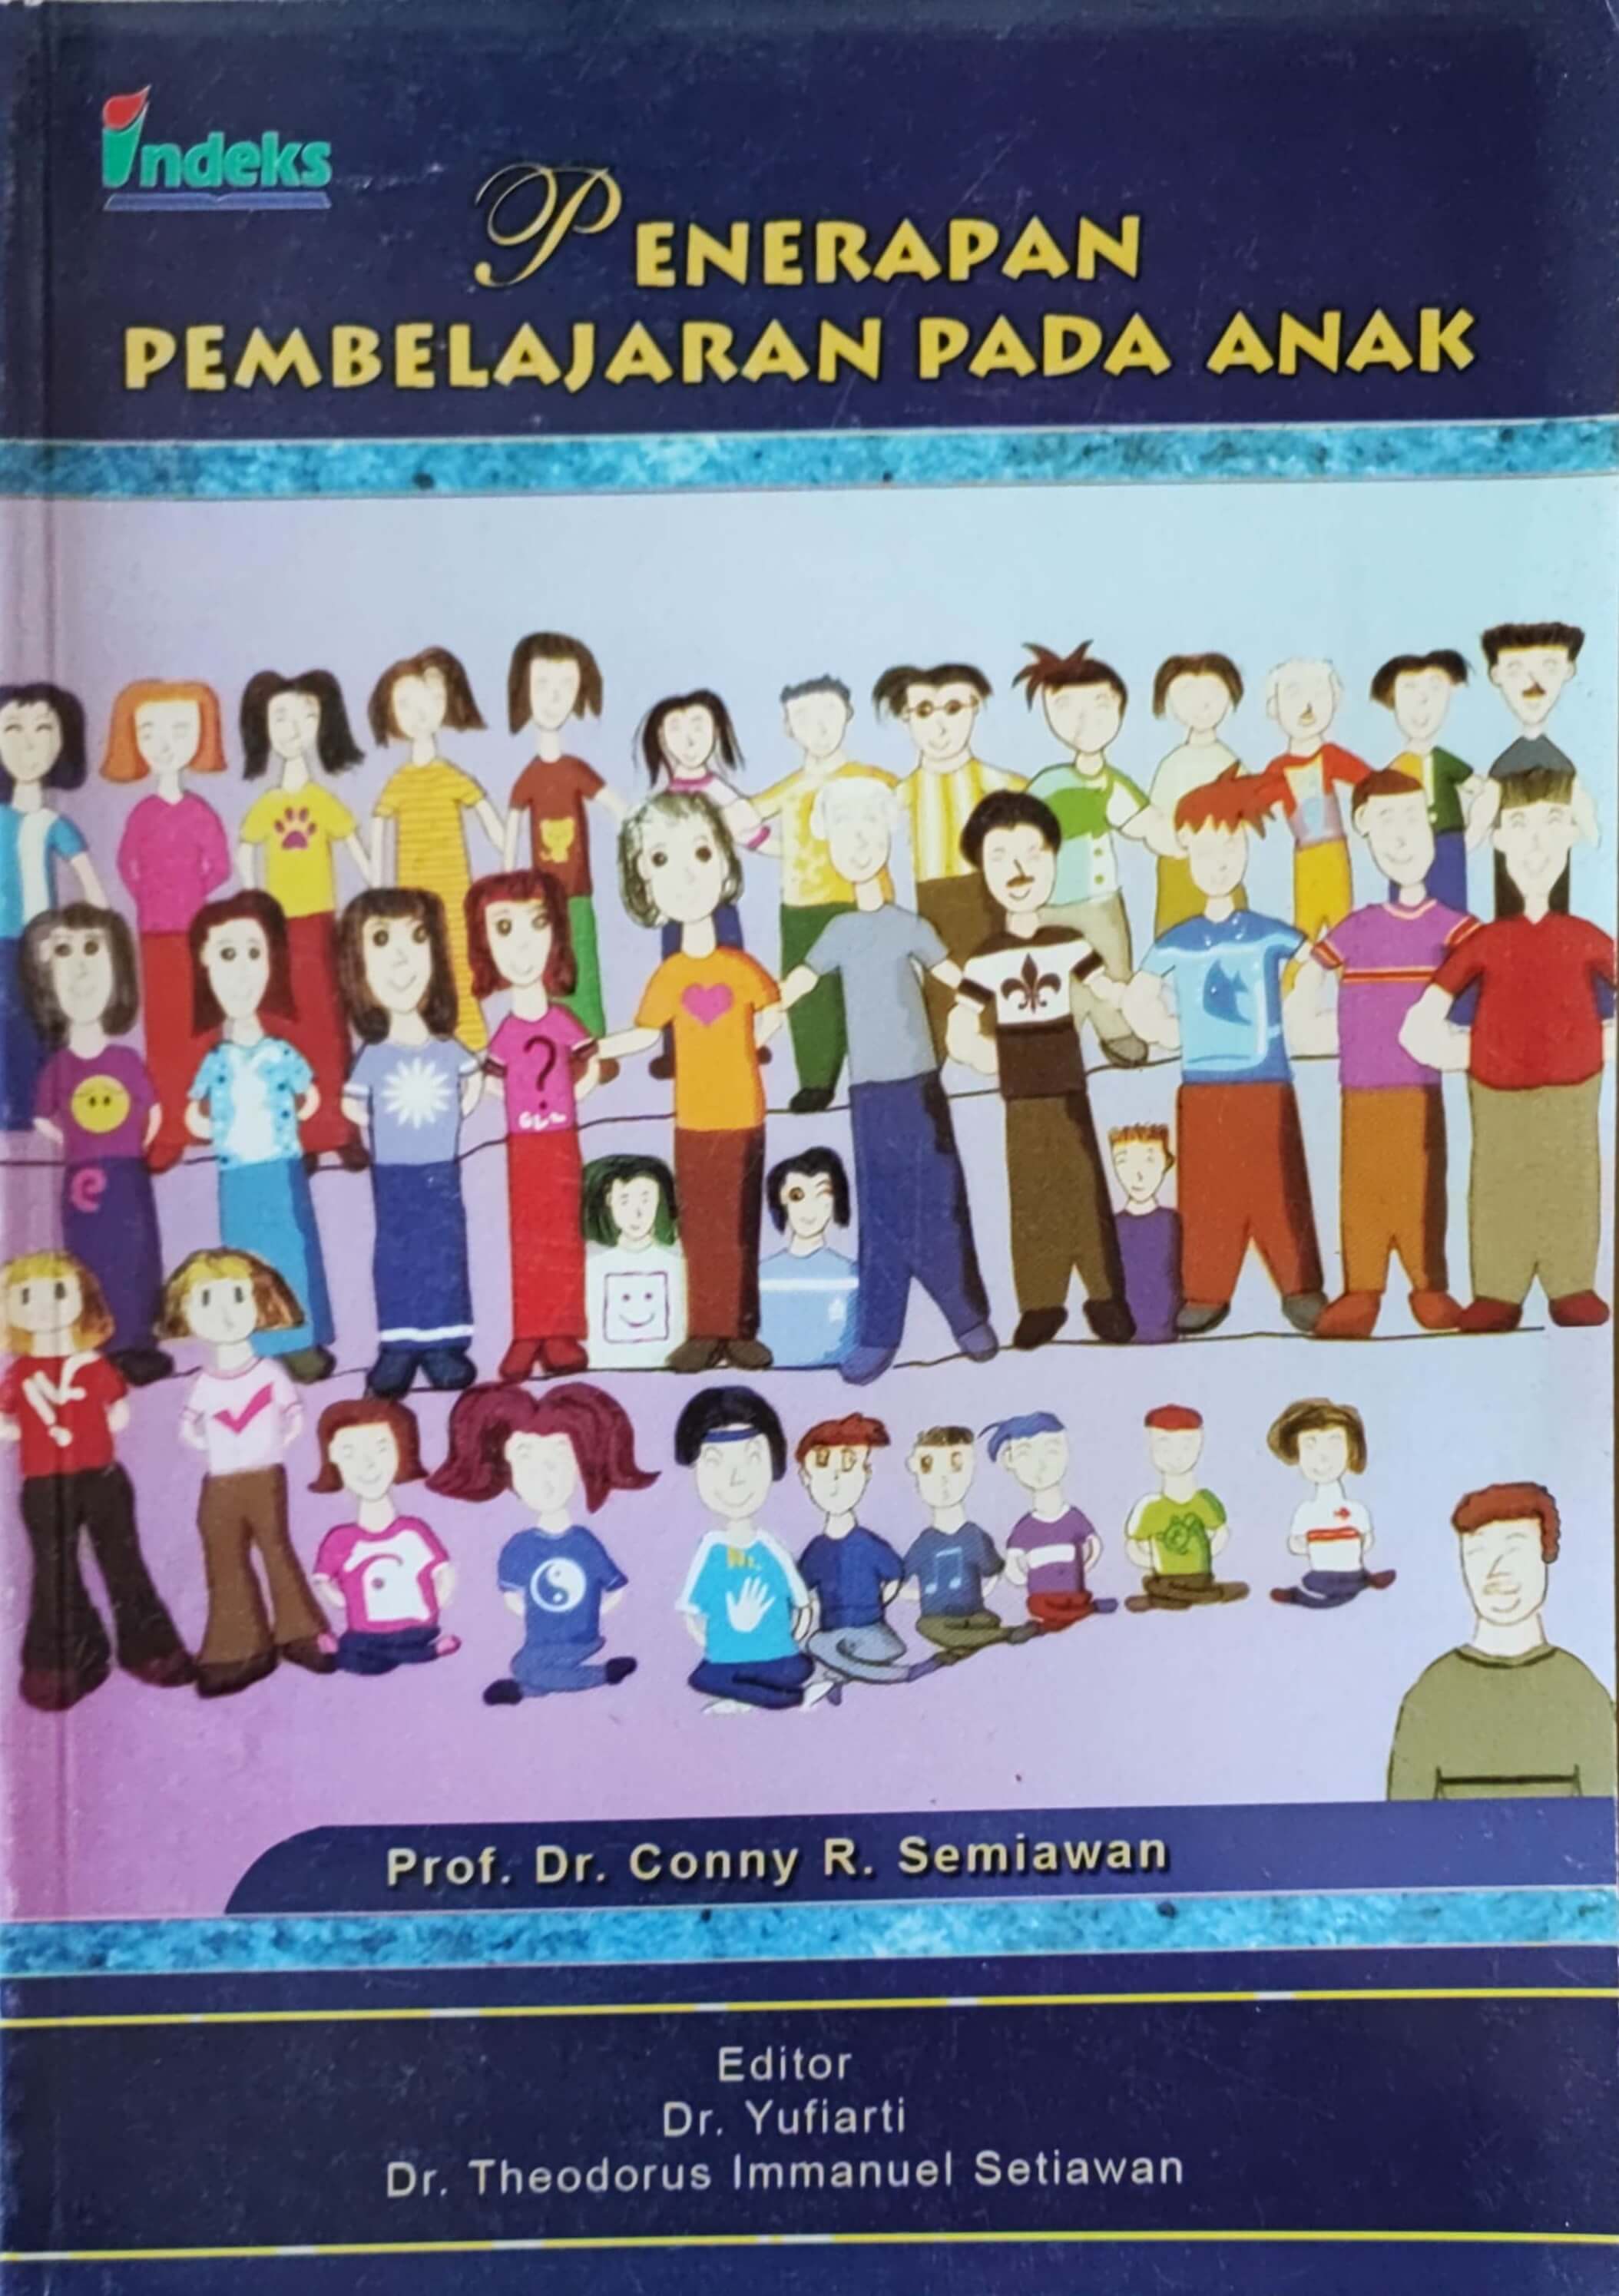 indeks
PENERAPAN
PEMBELAJARAN PADA ANAK
?
Prof. Dr. Conny R. Semiawan
Editor
Dr. Yufiarti
Dr. Theodorus Immanuel Setiawan